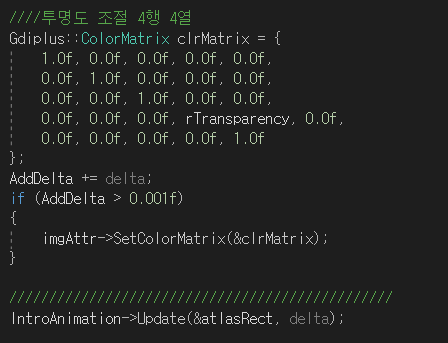 ////투명도 조절 4행 4열
Gdiplus::ColorMatrix clrMatrix = {
1.0f, 0.0f, 0.0f, 0.0f, 0.0f,
0.0f, 1.0f, 0.0f, 0.0f, 0.0f,
0.0f, 0.0f, 1.0f, 0.0f, 0.0f,
0.0f, 0.0f, 0.0f, rTransparency, 0.0f,
0.0f, 0.0f, 0.0f, 0.0f, 1.0f
};
AddDelta += delta;
if (AddDelta > 0.001f)
{
imgAttr->SetColorMatrix(&clrMatrix);
}
////////////////////////////////////////////////
IntroAnimation->Update(&atlasRect, delta);